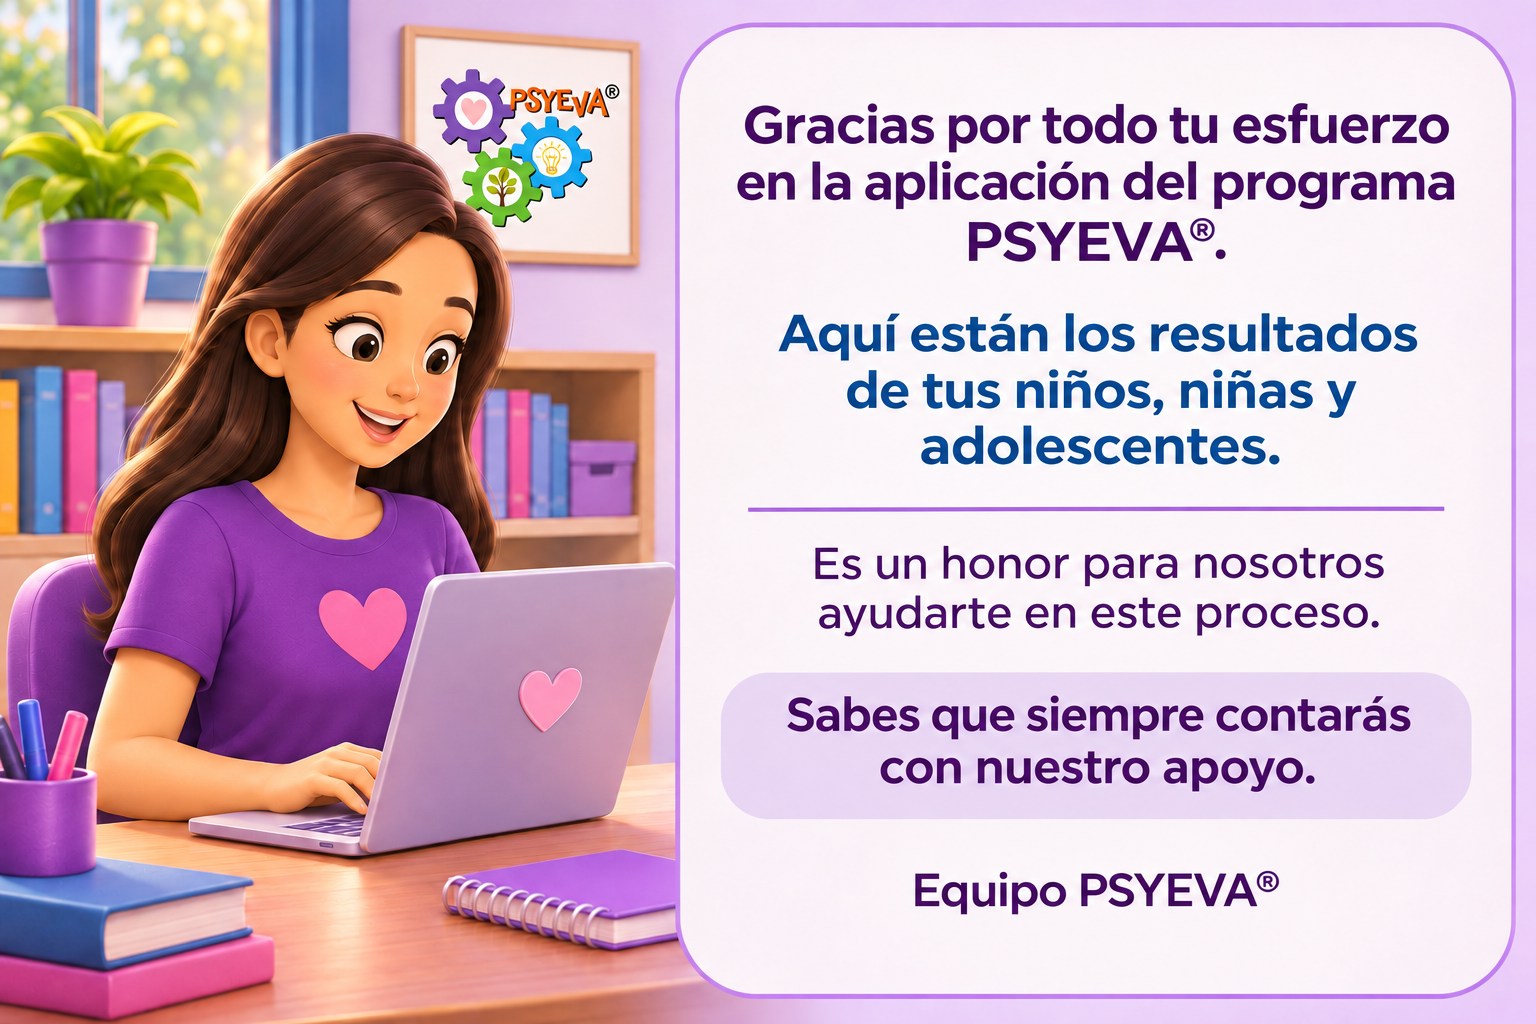 PSYEVA®
Gracias por todo tu esfuerzo
en la aplicación del programa
PSYEVA®.
Aquí están los resultados
de tus niños, niñas y
adolescentes.
Es un honor para nosotros
ayudarte en este proceso.
Sabes que siempre contarás
con nuestro apoyo.
Equipo PSYEVA®